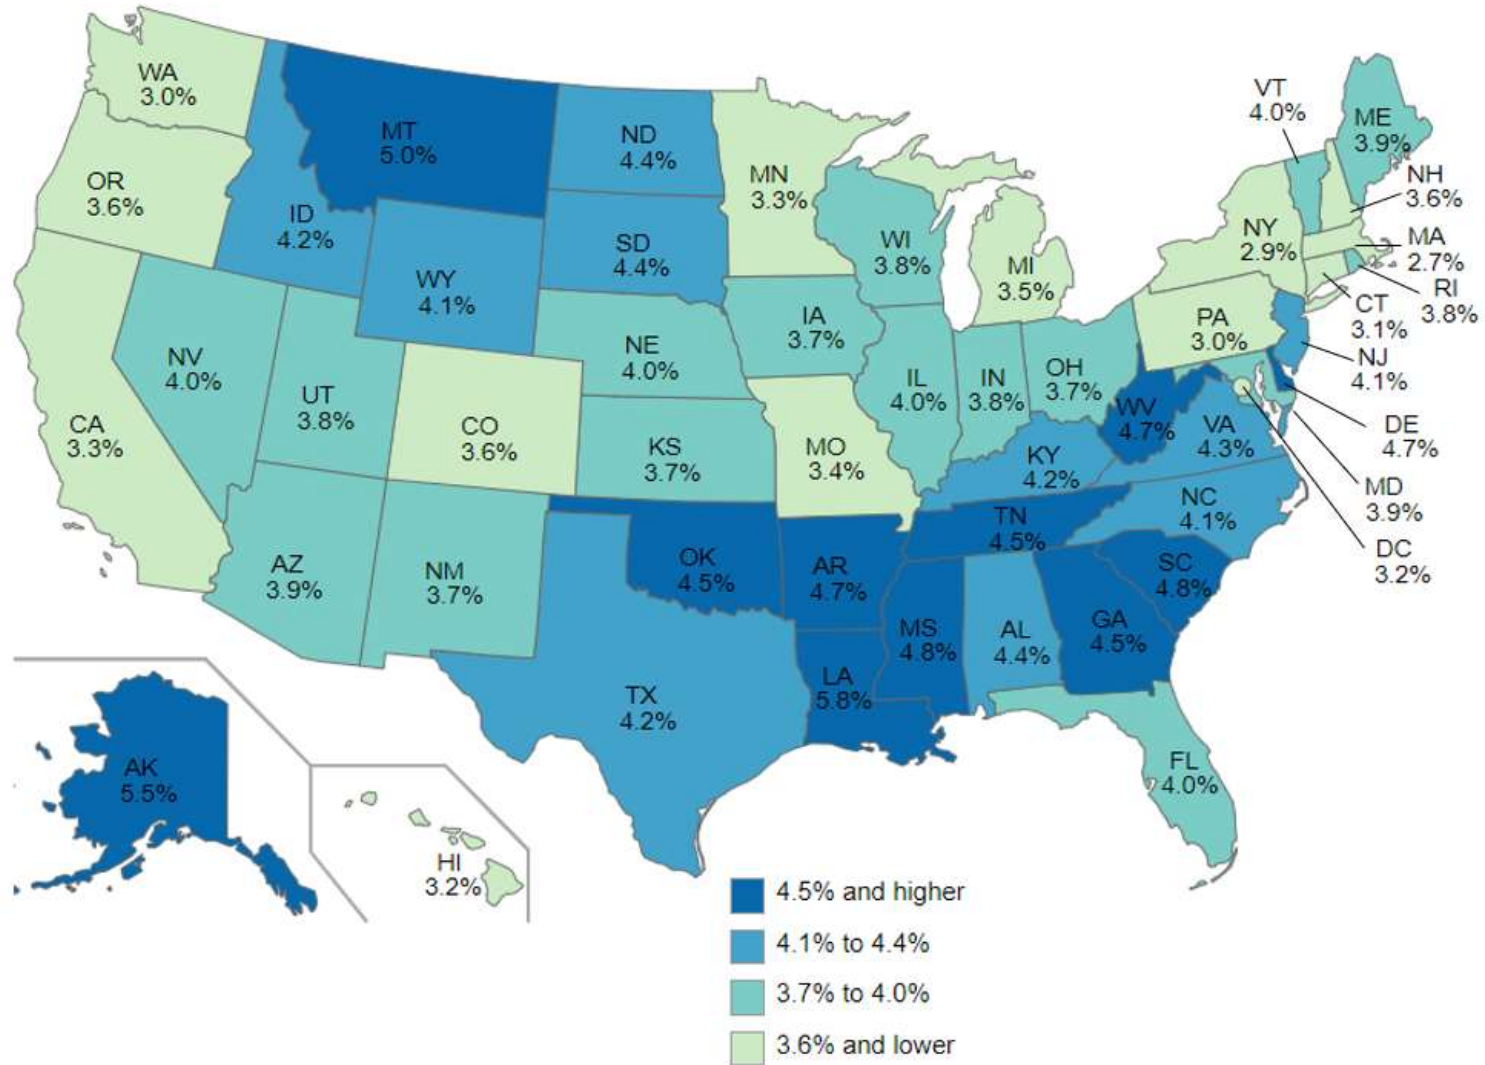 WA
3.0%
OR
3.6%
CA
3.3%
ID
4.2%
MT
5.0%
ND
4.4%
MN
3.3%
SD
4.4%
WY
4.1%
NV
4.0%
UT
3.8%
CO
3.6%
NE
4.0%
KS
3.7%
IA
3.7%
WI
3.8%
MI
3.5%
IL
4.0%
IN
3.8%
OH
3.7%
MO
3.4%
KY
4.2%
WV
4.7%
VA
4.3%
NC
4.1%
TN
4.5%
SC
4.8%
GA
4.5%
AL
4.4%
MS
4.8%
AR
4.7%
LA
5.8%
OK
4.5%
TX
4.2%
NM
3.7%
AZ
3.9%
FL
4.0%
PA
3.0%
NY
2.9%
VT
4.0%
ME
3.9%
NH
3.6%
MA
2.7%
RI
3.8%
CT
3.1%
NJ
4.1%
DE
4.7%
MD
3.9%
DC
3.2%
AK
5.5%
HI
3.2%
4.5% and higher
4.1% to 4.4%
3.7% to 4.0%
3.6% and lower